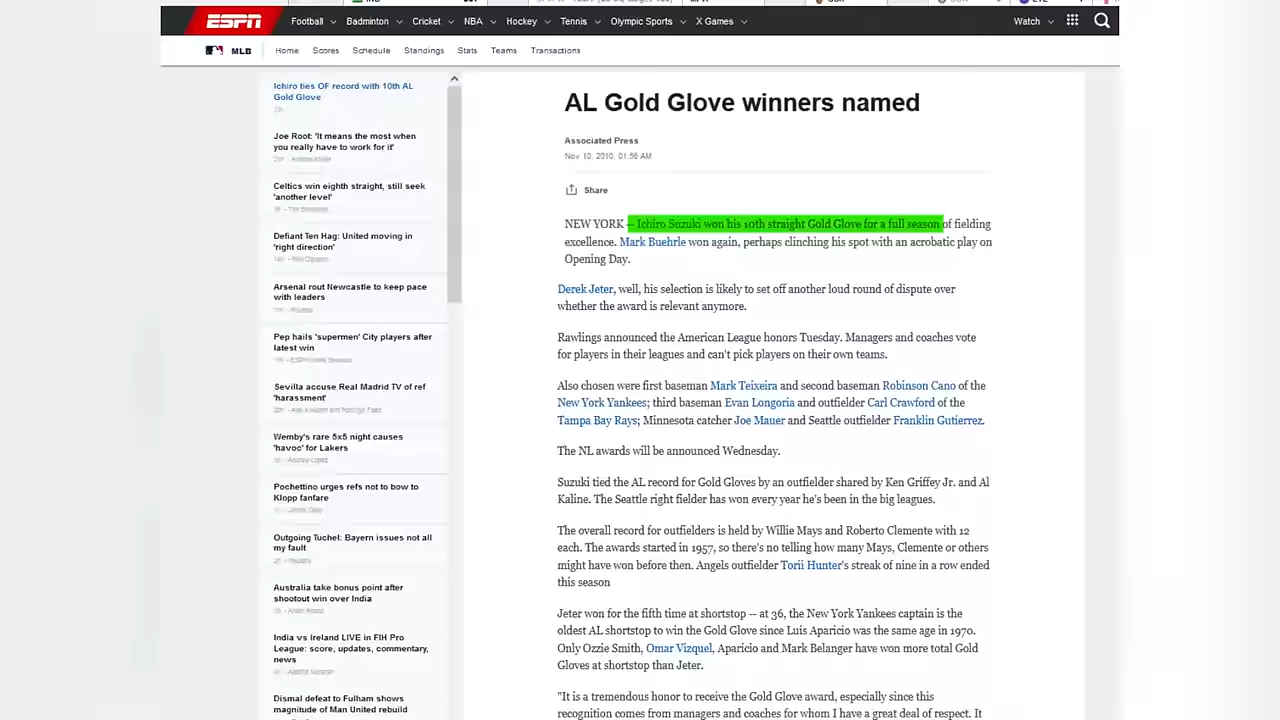 ESPN Football Badminton Cricket NBA Hockey Tennis Olympic Sports X Games Watch
MLB Home Scores Schedule Standings Stats Teams Transactions
Ichiro ties OF record with 10th AL
Gold Glove
Joe Root: 'It means the most when
you really have to work for it'
Celtics win eighth straight, still seek
'another level'
Defiant Ten Hag: United moving in
'right direction'
Arsenal rout Newcastle to keep pace
with leaders
Pep hails 'supermen' City players after
latest win
Sevilla accuse Real Madrid TV of ref
'harassment'
Wemby's rare 5x5 night causes
'havoc' for Lakers
Pochettino urges refs not to bow to
Klopp fanfare
Outgoing Tuchel: Bayern issues not all
my fault
Australia take bonus point after
shootout win over India
India vs Ireland LIVE in FIH Pro
League: score, updates, commentary,
news
Dismal defeat to Fulham shows
magnitude of Man United rebuild
AL Gold Glove winners named
Associated Press
Nov 10, 2010, 01:56 AM
Share
NEW YORK -- Ichiro Suzuki won his 10th straight Gold Glove for a full season of fielding
excellence. Mark Buehrle won again, perhaps clinching his spot with an acrobatic play on
Opening Day.
Derek Jeter, well, his selection is likely to set off another loud round of dispute over
whether the award is relevant anymore.
Rawlings announced the American League honors Tuesday. Managers and coaches vote
for players in their leagues and can't pick players on their own teams.
Also chosen were first baseman Mark Teixeira and second baseman Robinson Cano of the
New York Yankees; third baseman Evan Longoria and outfielder Carl Crawford of the
Tampa Bay Rays; Minnesota catcher Joe Mauer and Seattle outfielder Franklin Gutierrez.
The NL awards will be announced Wednesday.
Suzuki tied the AL record for Gold Gloves by an outfielder shared by Ken Griffey Jr. and Al
Kaline. The Seattle right fielder has won every year he's been in the big leagues.
The overall record for outfielders is held by Willie Mays and Roberto Clemente with 12
each. The awards started in 1957, so there's no telling how many Mays, Clemente or others
might have won before then. Angels outfielder Torii Hunter's streak of nine in a row ended
this season
Jeter won for the fifth time at shortstop -- at 36, the New York Yankees captain is the
oldest AL shortstop to win the Gold Glove since Luis Aparicio was the same age in 1970.
Only Ozzie Smith, Omar Vizquel, Aparicio and Mark Belanger have won more total Gold
Gloves at shortstop than Jeter.
"It is a tremendous honor to receive the Gold Glove award, especially since this
recognition comes from managers and coaches for whom I have a great deal of respect. It